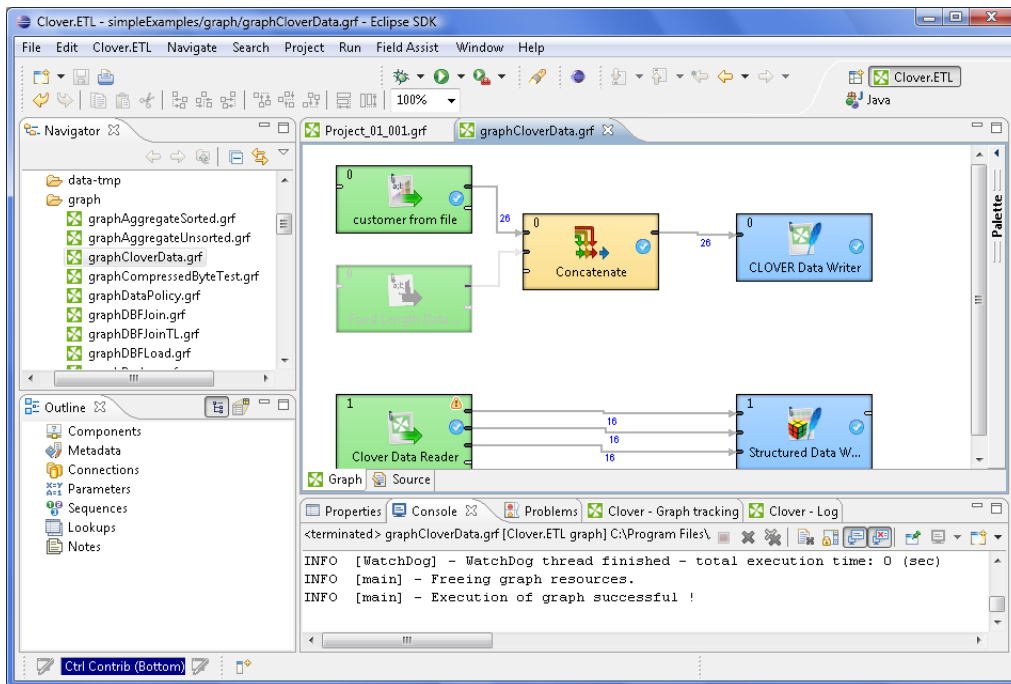 Clover.ETL - simpleExamples/graph/graphCloverData.grf - Eclipse SDK
File Edit Clover.ETL Navigate Search Project Run Field Assist Window Help
Clover.ETL
100%
Java
Navigator
Project_01_001.grf
graphCloverData.grf
data-tmp
graph
graphAggregateSorted.grf
graphAggregateUnsorted.grf
graphCloverData.grf
graphCompressedByteTest.grf
graphDataPolicy.grf
graphDBFJoin.grf
graphDBFJoinTL.grf
graphDBFLoad.grf
0
customer from file
26
0
Concatenate
26
0
CLOVER Data Writer
0
1
Clover Data Reader
16
16
16
1
Structured Data W...
Palette
Graph Source
Outline
Components
Metadata
Connections
Parameters
Sequences
Lookups
Notes
Properties Console Problems Clover - Graph tracking Clover - Log
<terminated> graphCloverData.grf [Clover.ETL graph] C:\Program Files\
INFO [WatchDog] - WatchDog thread finished - total execution time: 0 (sec)
INFO [main] - Freeing graph resources.
INFO [main] - Execution of graph successful !
Ctrl Contrib (Bottom)